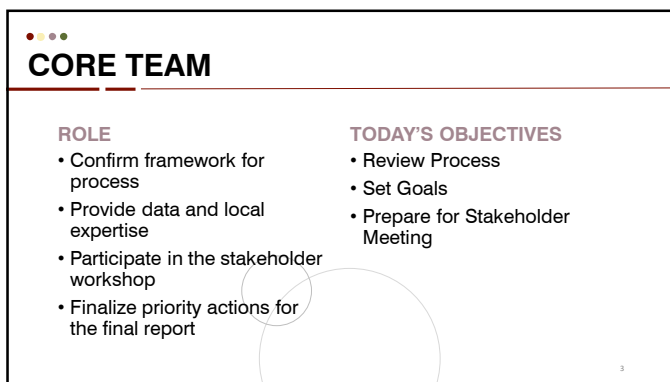 CORE TEAM
ROLE
• Confirm framework for
process
• Provide data and local
expertise
• Participate in the stakeholder
workshop
• Finalize priority actions for
the final report
TODAY'S OBJECTIVES
• Review Process
• Set Goals
• Prepare for Stakeholder
Meeting
3